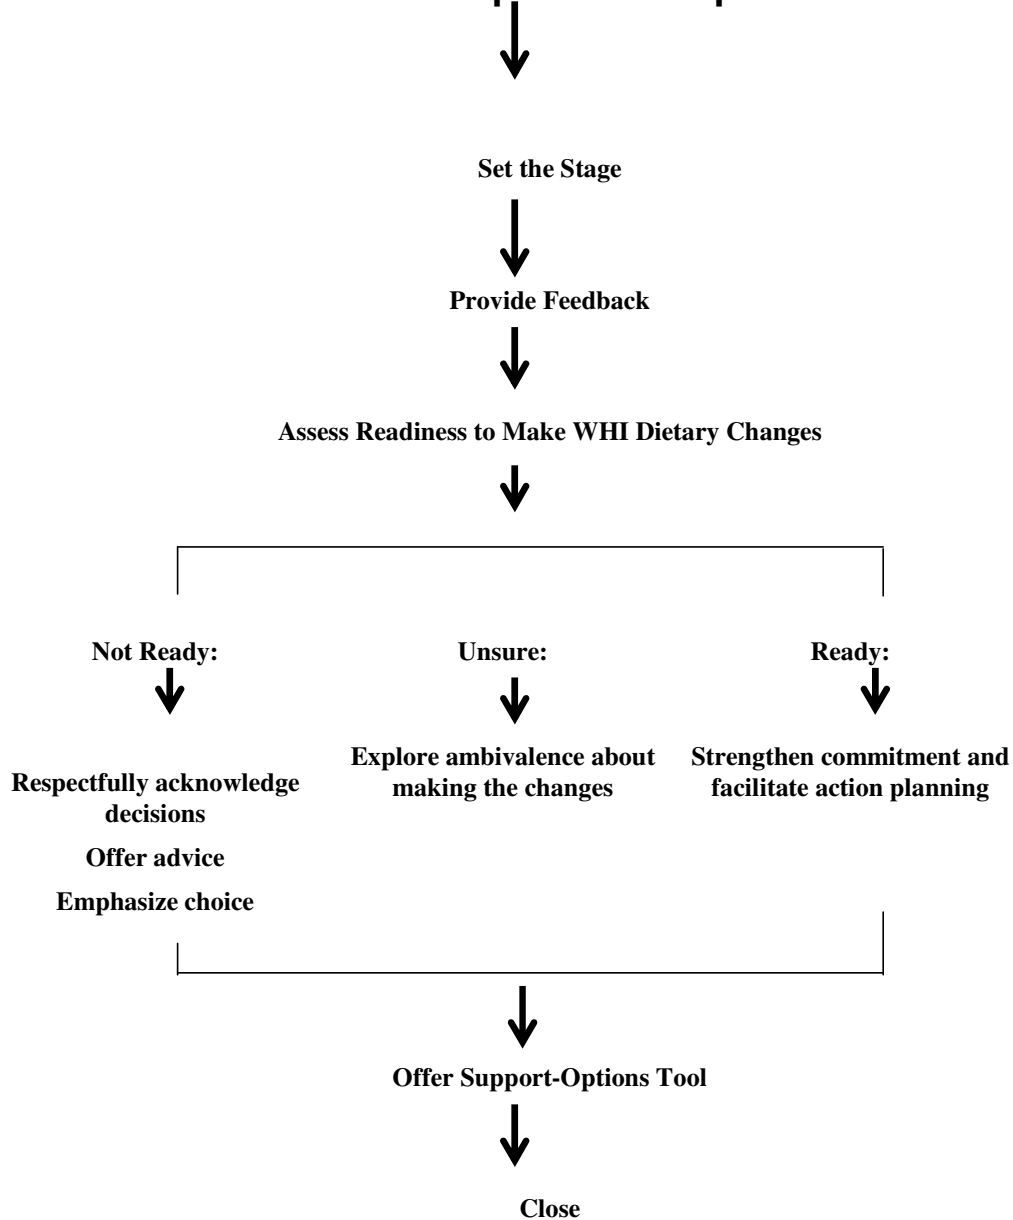 Set the Stage
Provide Feedback
Assess Readiness to Make WHI Dietary Changes
Not Ready:
Unsure:
Ready:
Respectfully acknowledge
decisions
Offer advice
Emphasize choice
Explore ambivalence about
making the changes
Strengthen commitment and
facilitate action planning
Offer Support-Options Tool
Close